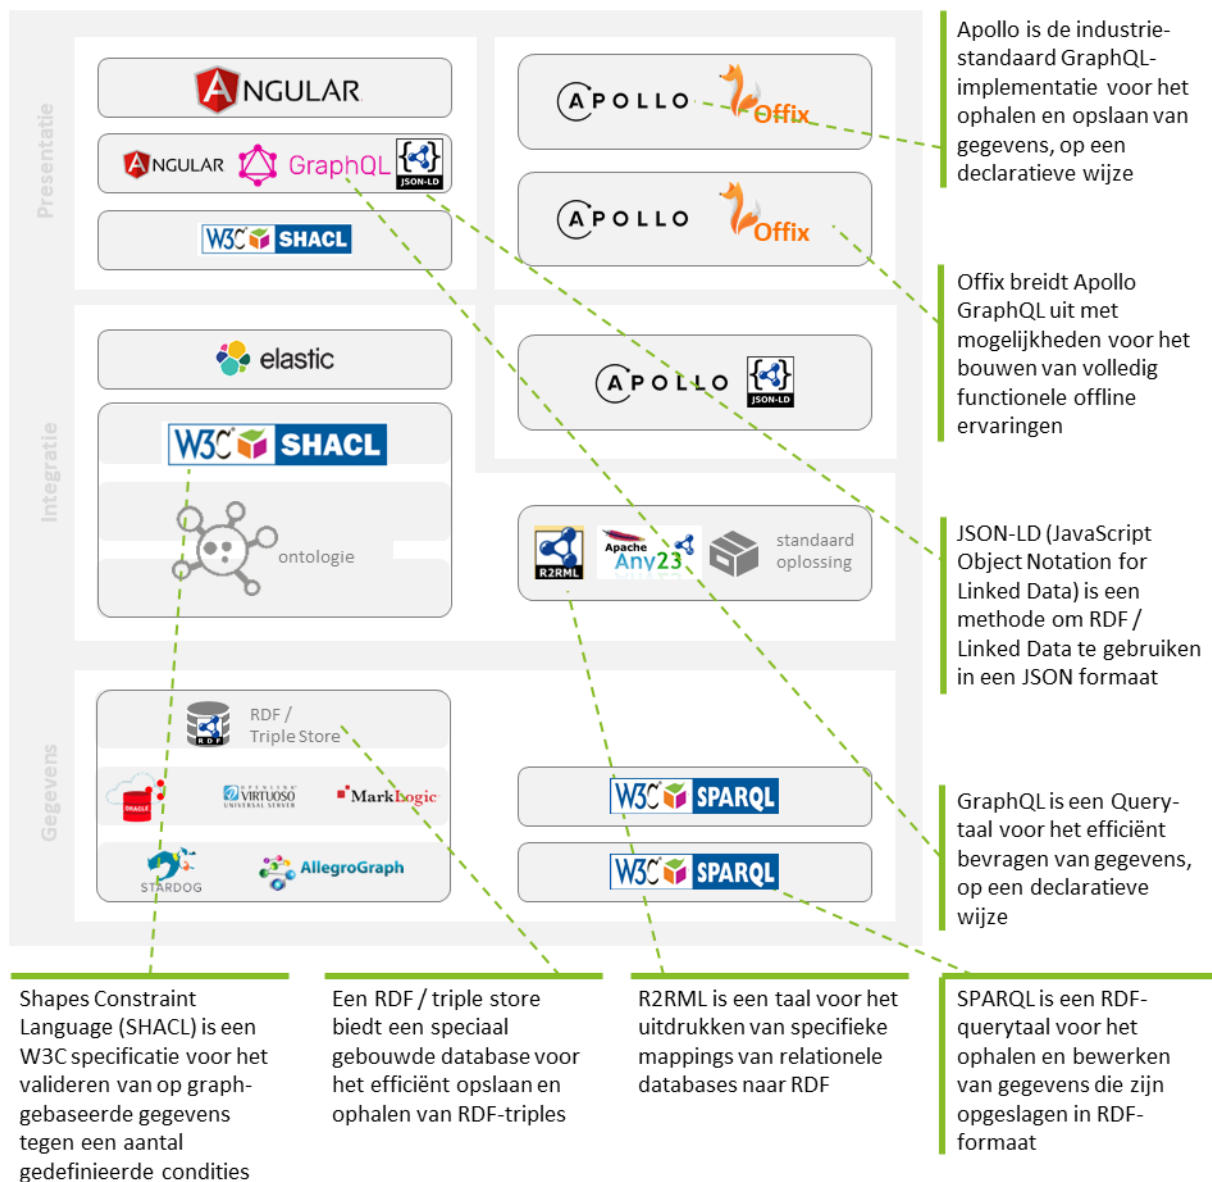 Presentatie
ANGULAR
ANGULAR
GraphQL
{ }
JSON-LD
W3C SHACL
APOLLO
Offix
APOLLO
Offix
Apollo is de industrie-
standaard GraphQL-
implementatie voor het
ophalen en opslaan van
gegevens, op een
declaratieve wijze
Offix breidt Apollo
GraphQL uit met
mogelijkheden voor het
bouwen van volledig
functionele offline
ervaringen
Integratie
elastic
W3C SHACL
ontologie
APOLLO
{ }
JSON-LD
R2RML
Apache
Any23
standaard
oplossing
JSON-LD (JavaScript
Object Notation for
Linked Data) is een
methode om RDF /
Linked Data te gebruiken
in een JSON formaat
Gegevens
RDF
RDF /
Triple Store
ORACLE
OPENLINK
VIRTUOSO
UNIVERSAL SERVER
MarkLogic
STARDOG
AllegroGraph
W3C SPARQL
W3C SPARQL
GraphQL is een Query-
taal voor het efficiënt
bevragen van gegevens,
op een declaratieve
wijze
Shapes Constraint
Language (SHACL) is een
W3C specificatie voor het
valideren van op graph-
gebaseerde gegevens
tegen een aantal
gedefinieerde condities
Een RDF / triple store
biedt een speciaal
gebouwde database voor
het efficiënt opslaan en
ophalen van RDF-triples
R2RML is een taal voor het
uitdrukken van specifieke
mappings van relationele
databases naar RDF
SPARQL is een RDF-
querytaal voor het
ophalen en bewerken
van gegevens die zijn
opgeslagen in RDF-
formaat